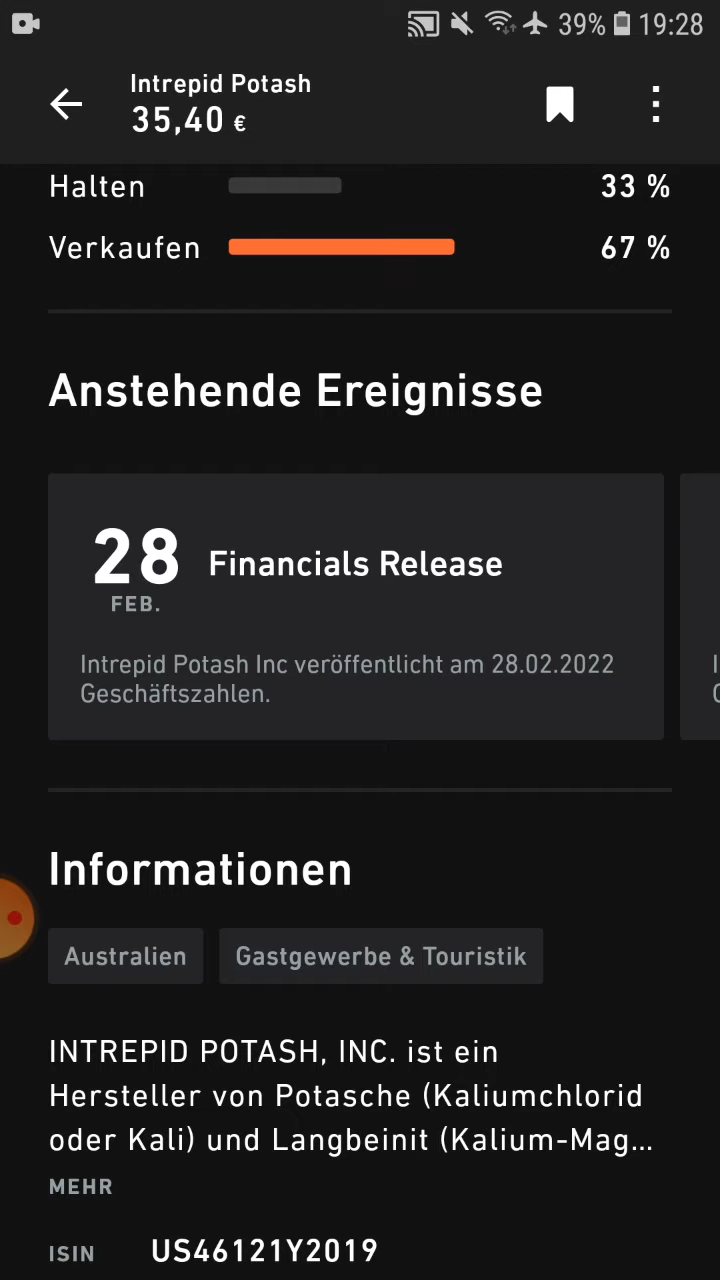 39% 19:28
Intrepid Potash
35,40 €
Halten 33 %
Verkaufen 67 %
Anstehende Ereignisse
28 Financials Release
FEB.
Intrepid Potash Inc veröffentlicht am 28.02.2022
Geschäftszahlen.
Informationen
Australien Gastgewerbe & Touristik
INTREPID POTASH, INC. ist ein
Hersteller von Potasche (Kaliumchlorid
oder Kali) und Langbeinit (Kalium-Mag...
MEHR
ISIN US46121Y2019